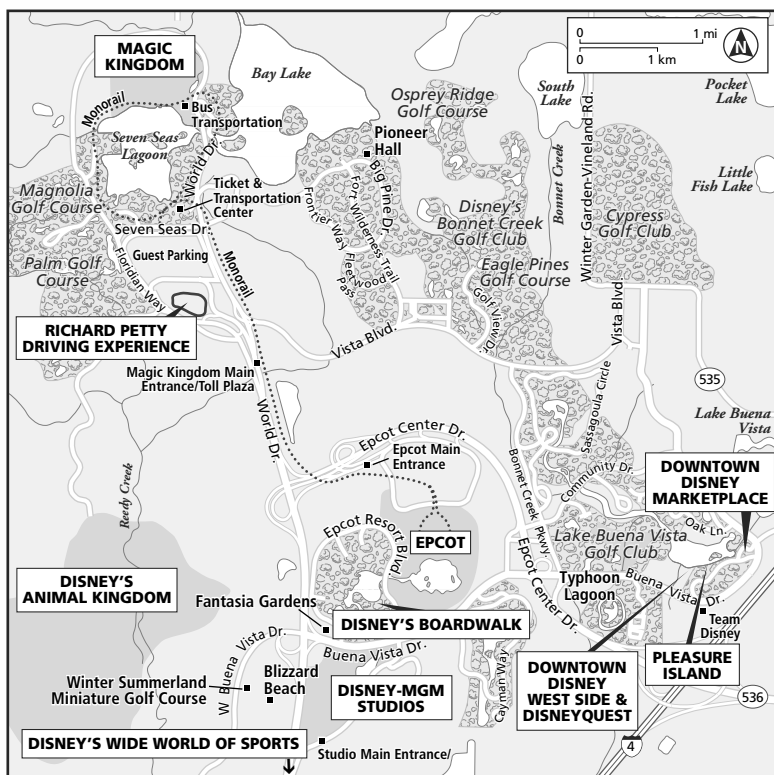 MAGIC
KINGDOM
Bay Lake
0 1 mi
0 1 km
N
Monorail
Bus
Transportation
Seven Seas
Lagoon
World Dr.
Osprey Ridge
Golf Course
South
Lake
Pocket
Lake
Pioneer
Hall
Big Pine Dr.
Winter Garden-Vineland Rd.
Bonnet Creek
Little
Fish Lake
Magnolia
Golf Course
Ticket &
Transportation
Center
Seven Seas Dr.
Fort Wilderness Trail
Frontier Way
Fleetwood
Pass
Disney's
Bonnet Creek
Golf Club
Cypress
Golf Club
Palm Golf
Course
Guest Parking
Floridian Way
Monorail
Eagle Pines
Golf Course
Golf View Dr.
Vista Blvd.
RICHARD PETTY
DRIVING EXPERIENCE
Vista Blvd.
Magic Kingdom Main
Entrance/Toll Plaza
535
Sassagoula Circle
World Dr.
Lake Buena
Vista
Epcot Center Dr.
Epcot Main
Entrance
Bonnet Creek Pkwy.
Community Dr.
DOWNTOWN
DISNEY
MARKETPLACE
Reedy Creek
Oak Ln.
Epcot Resort Blvd.
EPCOT
Lake Buena Vista
Golf Club
Epcot Center Dr.
DISNEY'S
ANIMAL KINGDOM
Typhoon
Lagoon
Buena Vista Dr.
Fantasia Gardens
DISNEY'S BOARDWALK
Team
Disney
W Buena Vista Dr.
Buena Vista Dr.
Winter Summerland
Miniature Golf Course
Blizzard
Beach
DISNEY-MGM
STUDIOS
Cayman Way
DOWNTOWN
DISNEY
WEST SIDE &
DISNEYQUEST
PLEASURE
ISLAND
536
DISNEY'S WIDE WORLD OF SPORTS
Studio Main Entrance/
4